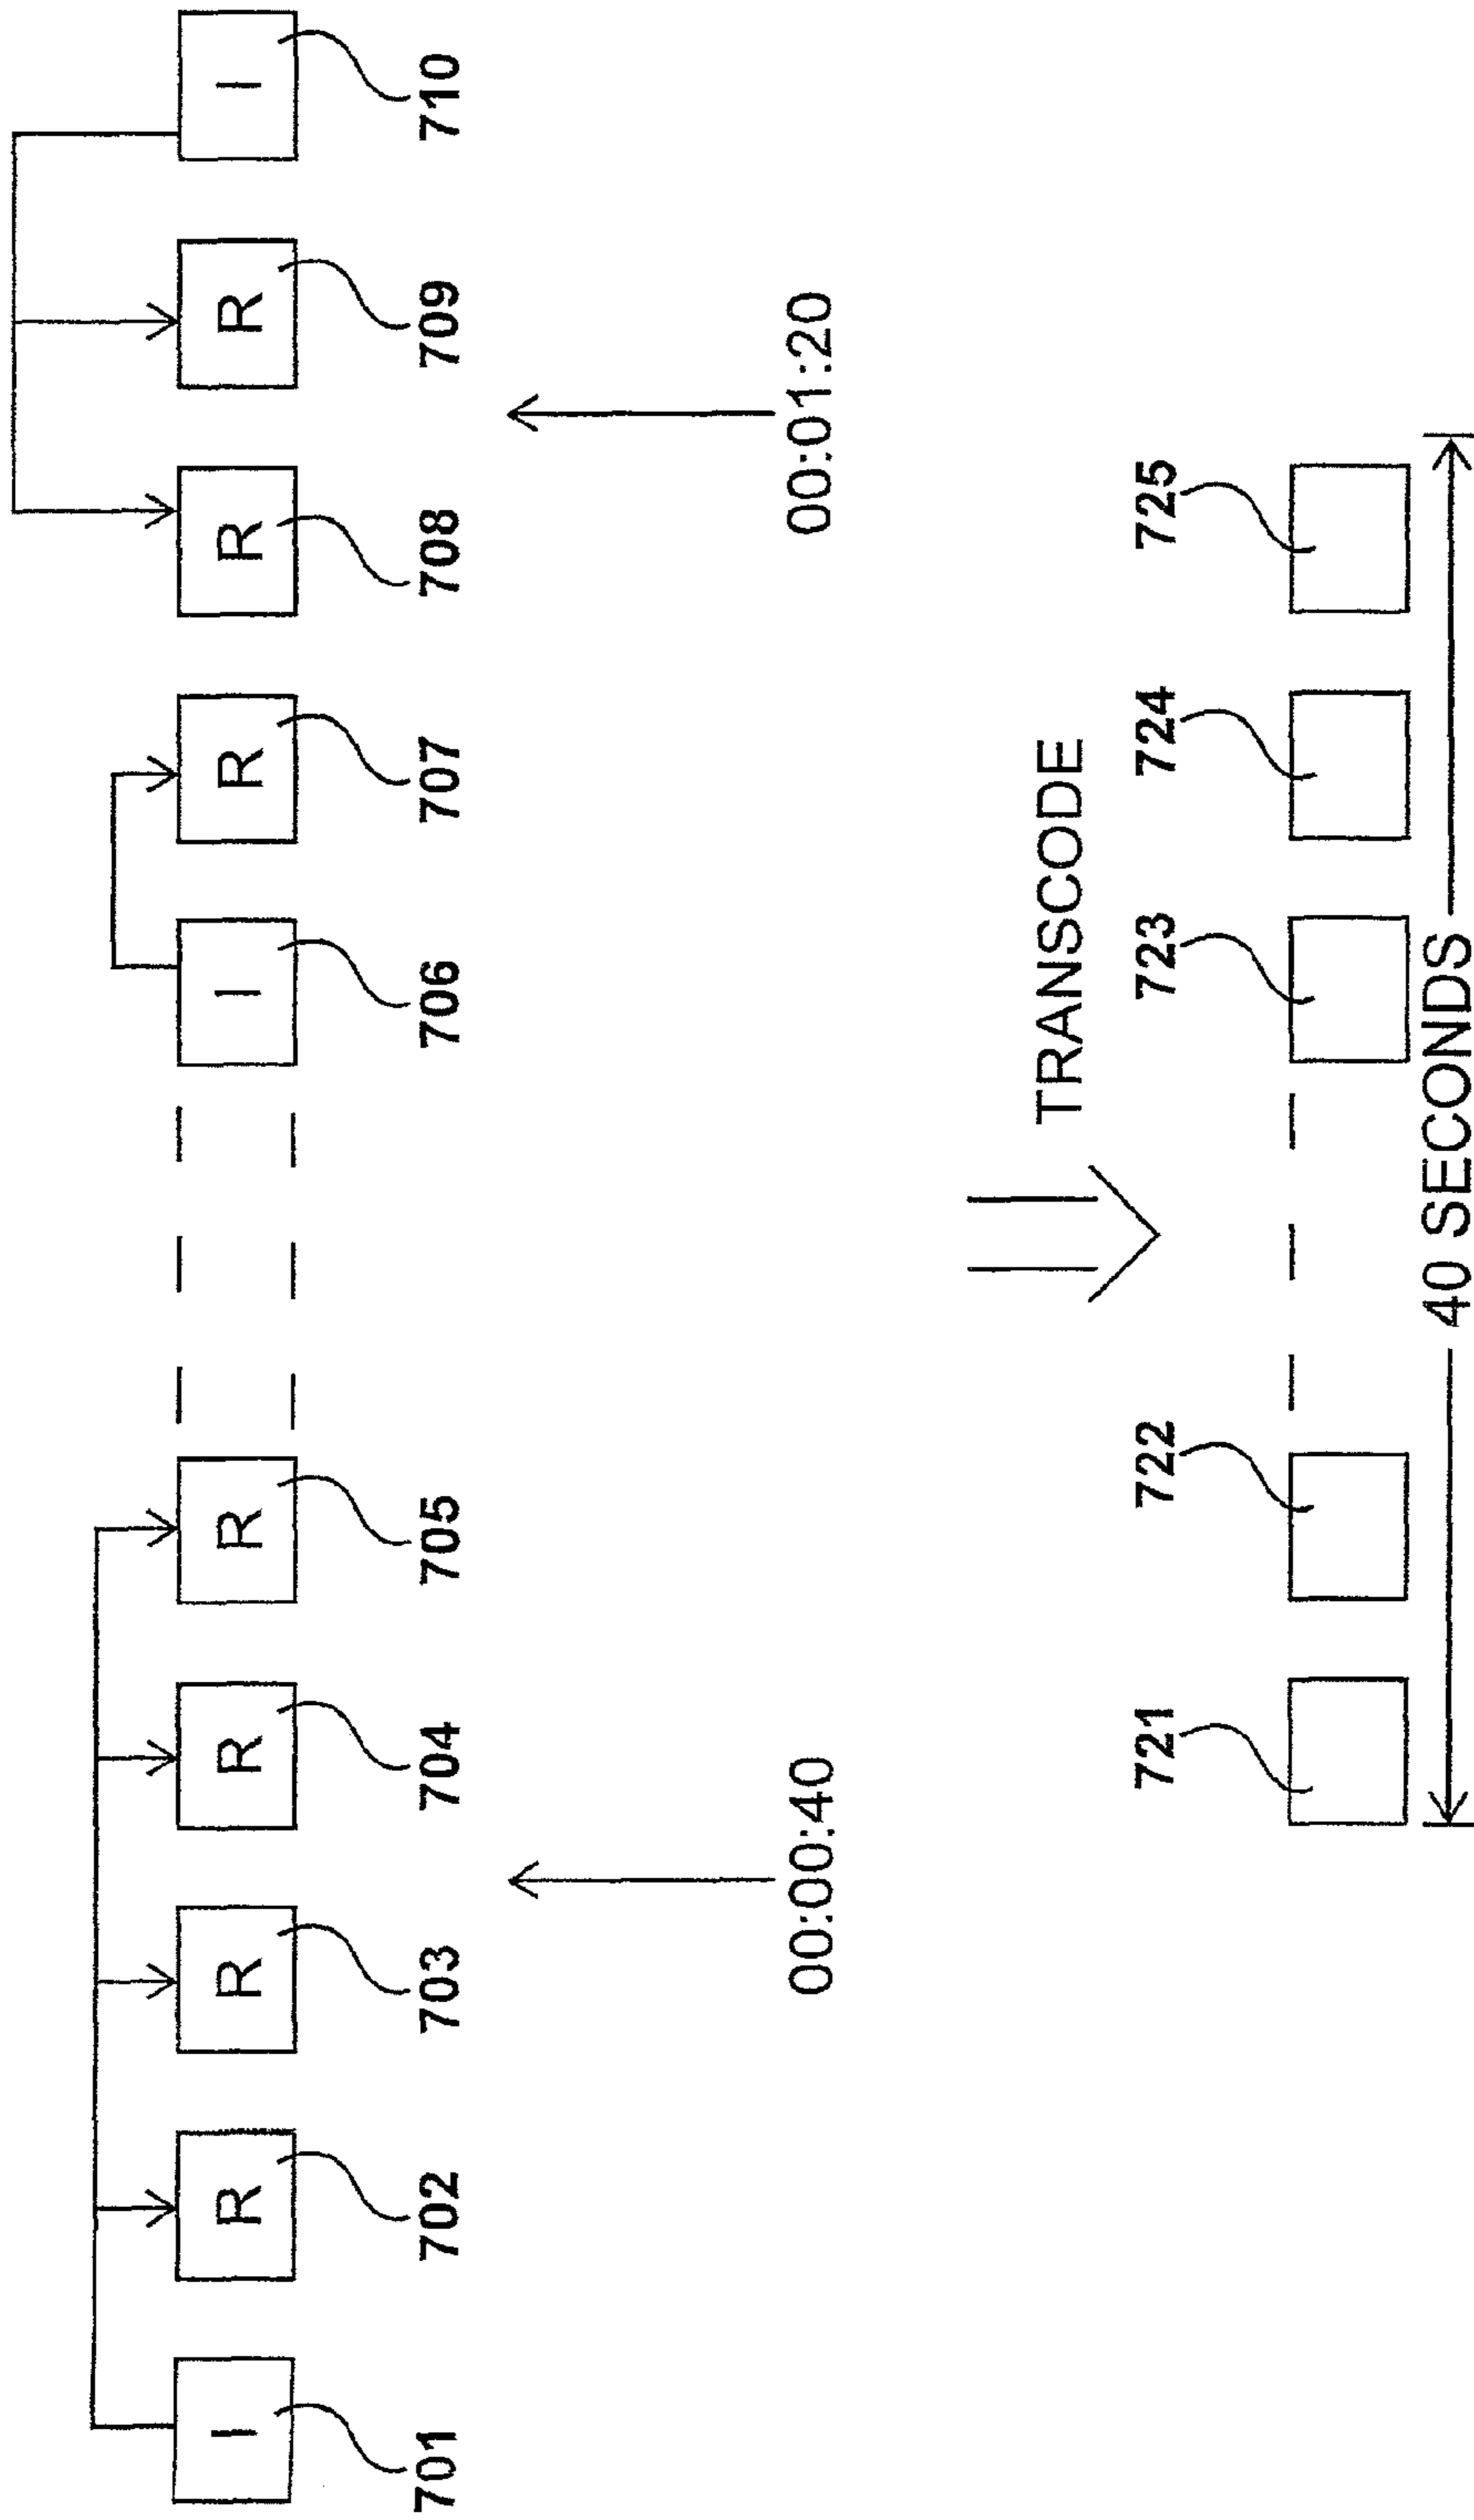 I R R R R I R R R I
701 702 703 704 705 706 707 708 709 710
00:00:40 00:01:20
TRANSCODE
721 722 723 724 725
40 SECONDS